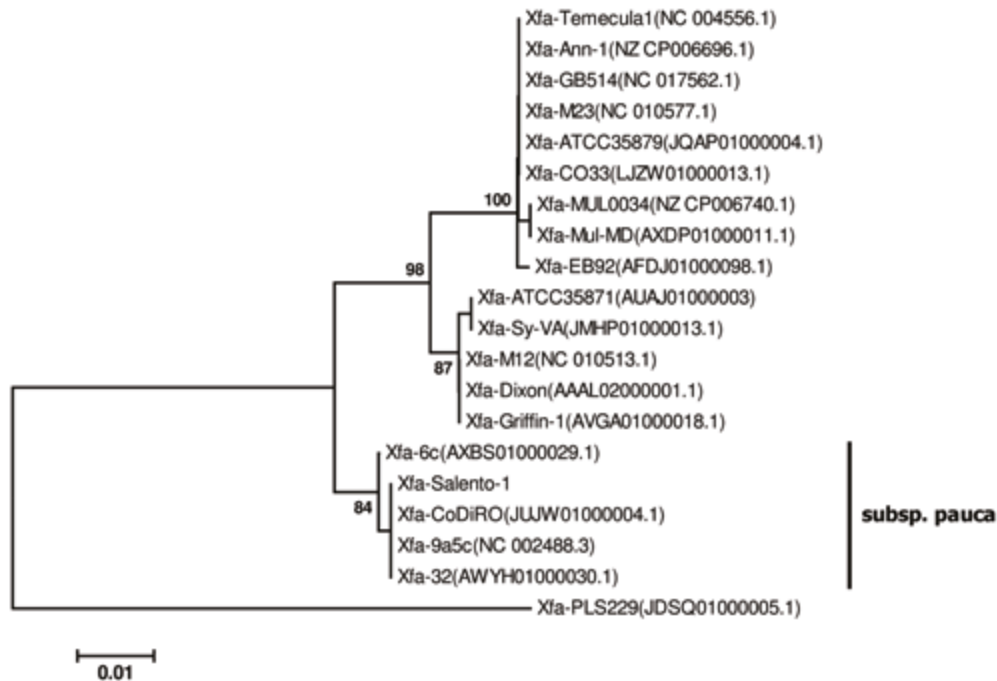 Xfa-Temecula1(NC 004556.1)
Xfa-Ann-1(NZ CP006696.1)
Xfa-GB514(NC 017562.1)
Xfa-M23(NC 010577.1)
Xfa-ATCC35879(JQAP01000004.1)
Xfa-CO33(LJZW01000013.1)
100
Xfa-MUL0034(NZ CP006740.1)
Xfa-Mul-MD(AXDP01000011.1)
98
Xfa-EB92(AFDJ01000098.1)
Xfa-ATCC35871(AUAJ01000003)
Xfa-Sy-VA(JMHP01000013.1)
Xfa-M12(NC 010513.1)
87
Xfa-Dixon(AAAL02000001.1)
Xfa-Griffin-1(AVGA01000018.1)
Xfa-6c(AXBS01000029.1)
Xfa-Salento-1
84
Xfa-CoDiRO(JUJW01000004.1)
subsp. pauca
Xfa-9a5c(NC 002488.3)
Xfa-32(AWYH01000030.1)
Xfa-PLS229(JDSQ01000005.1)
0.01